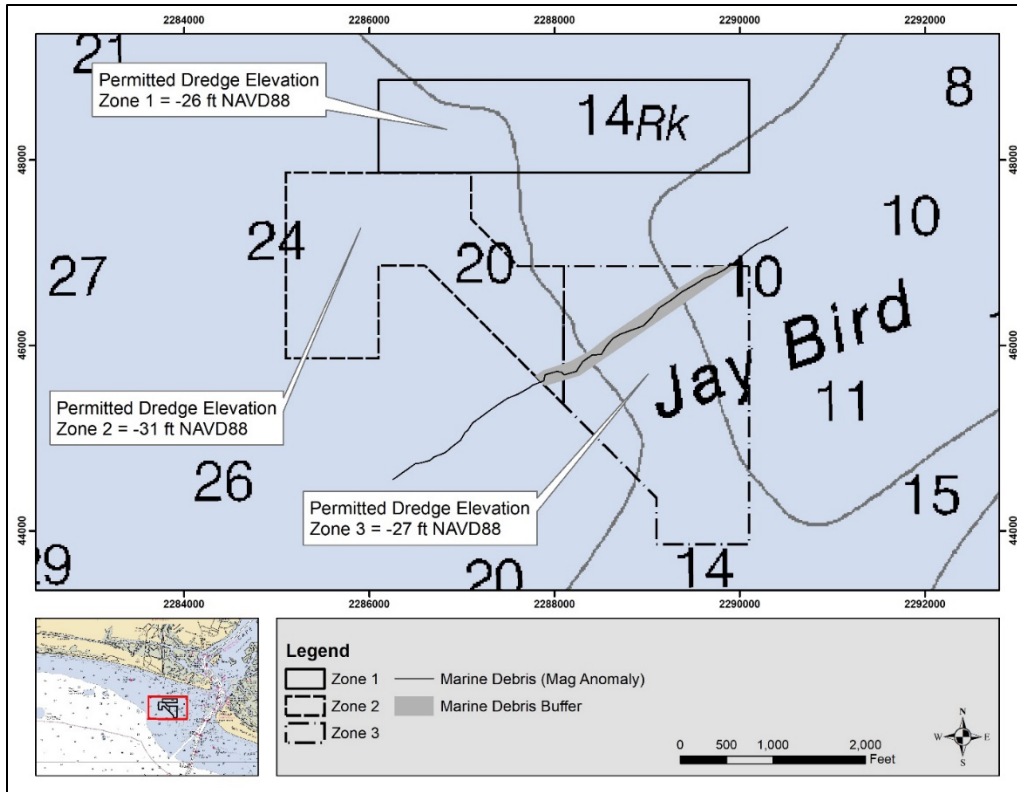 2284000 2286000 2288000 2290000 2292000
21
Permitted Dredge Elevation
Zone 1 = -26 ft NAVD88
14Rk
8
48000
48000
24
20
10
10
27
46000
46000
Jay Bird
11
Permitted Dredge Elevation
Zone 2 = -31 ft NAVD88
26
15
Permitted Dredge Elevation
Zone 3 = -27 ft NAVD88
44000
44000
29
20
14
2284000 2286000 2288000 2290000 2292000
Legend
Zone 1
Marine Debris (Mag Anomaly)
Zone 2
Marine Debris Buffer
Zone 3
N
W
E
S
0 500 1,000 2,000
Feet